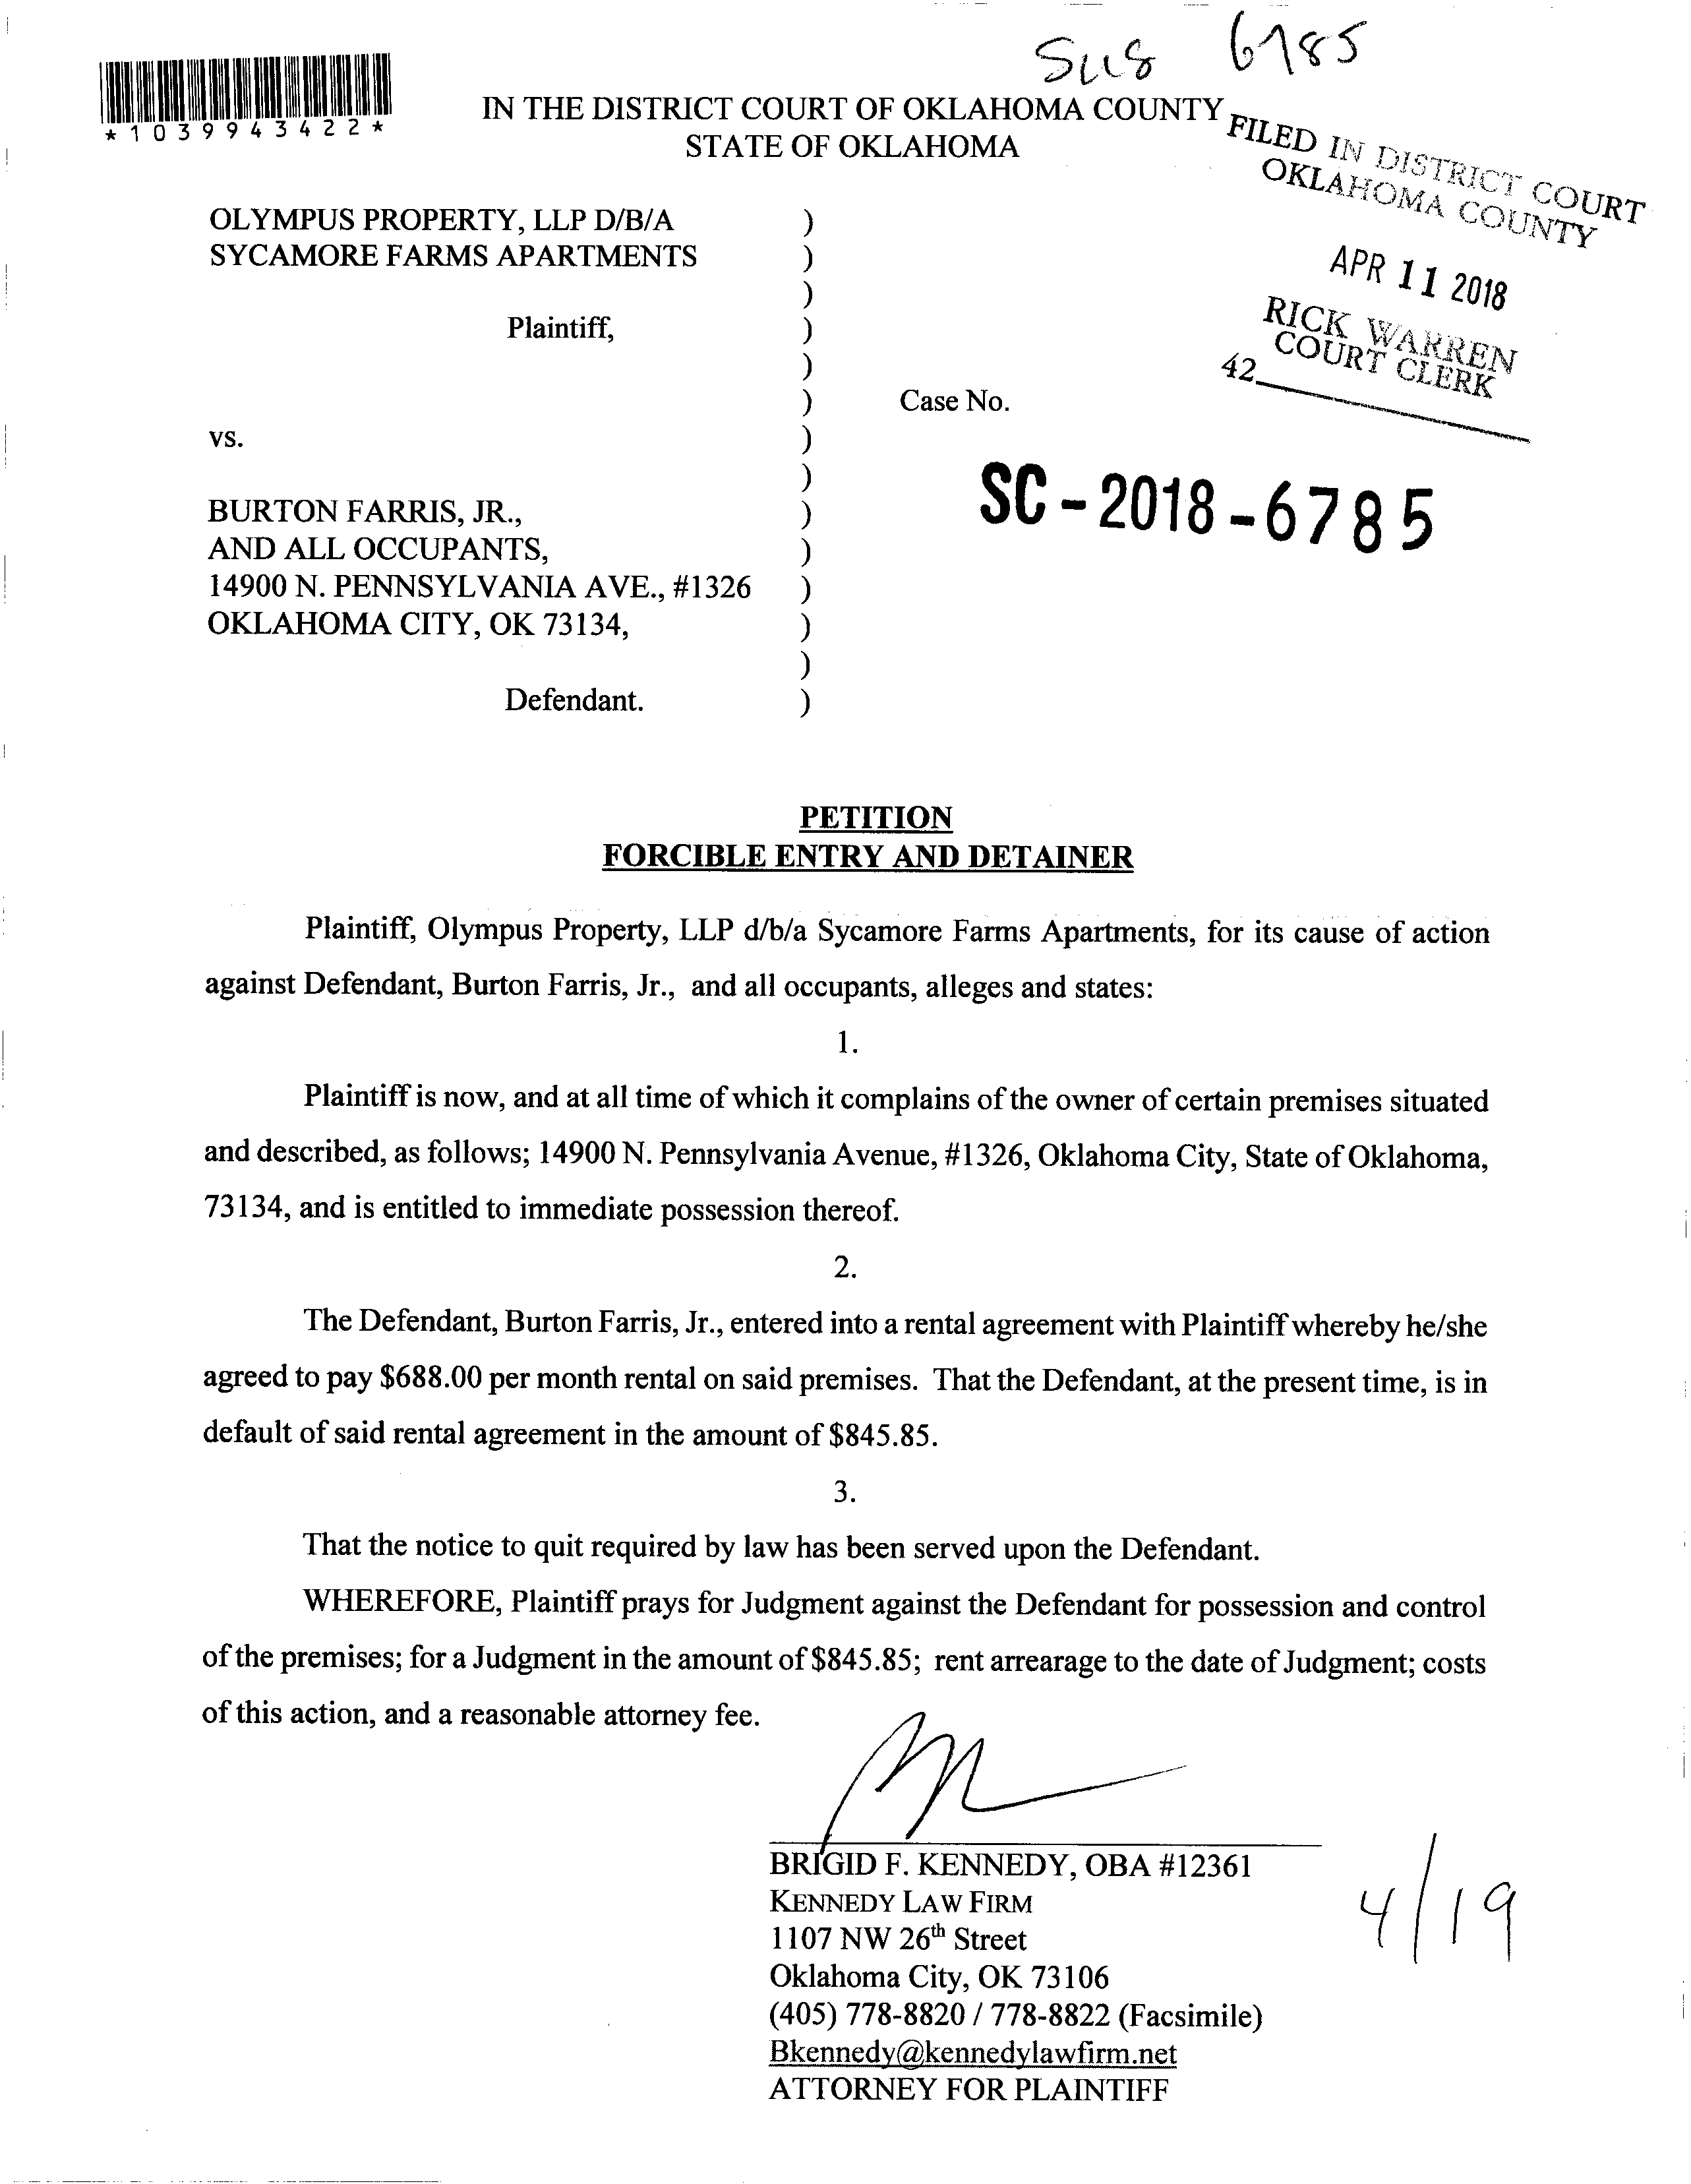 6785
*1039943422*
IN THE DISTRICT COURT OF OKLAHOMA COUNTY
STATE OF OKLAHOMA
FILED IN DISTRICT COURT
OKLAHOMA COUNTY
APR 11 2018
RICK WARREN
COURT CLERK
42
OLYMPUS PROPERTY, LLP D/B/A )
SYCAMORE FARMS APARTMENTS )
)
Plaintiff, )
)
) Case No.
vs. )
)
SC-2018-6785
BURTON FARRIS, JR., )
AND ALL OCCUPANTS, )
14900 N. PENNSYLVANIA AVE., #1326 )
OKLAHOMA CITY, OK 73134, )
)
Defendant. )
PETITION
FORCIBLE ENTRY AND DETAINER
Plaintiff, Olympus Property, LLP d/b/a Sycamore Farms Apartments, for its cause of action
against Defendant, Burton Farris, Jr., and all occupants, alleges and states:
1.
Plaintiff is now, and at all time of which it complains of the owner of certain premises situated
and described, as follows; 14900 N. Pennsylvania Avenue, #1326, Oklahoma City, State of Oklahoma,
73134, and is entitled to immediate possession thereof.
2.
The Defendant, Burton Farris, Jr., entered into a rental agreement with Plaintiff whereby he/she
agreed to pay $688.00 per month rental on said premises. That the Defendant, at the present time, is in
default of said rental agreement in the amount of $845.85.
3.
That the notice to quit required by law has been served upon the Defendant.
WHEREFORE, Plaintiff prays for Judgment against the Defendant for possession and control
of the premises; for a Judgment in the amount of $845.85; rent arrearage to the date of Judgment; costs
of this action, and a reasonable attorney fee.
BRIGID F. KENNEDY, OBA #12361
KENNEDY LAW FIRM
1107 NW 26th Street
Oklahoma City, OK 73106
(405) 778-8820 / 778-8822 (Facsimile)
Bkennedy@kennedylawfirm.net
ATTORNEY FOR PLAINTIFF
4/19